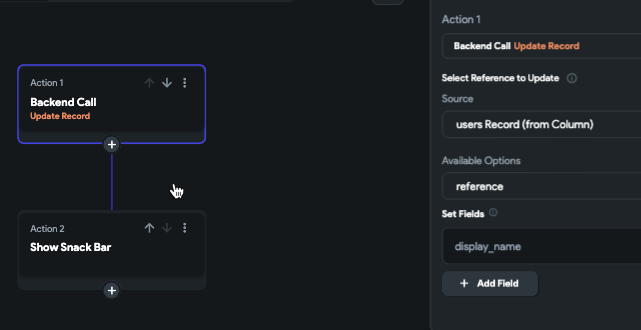 Action 1
Backend Call
Update Record
Action 2
Show Snack Bar
Action 1
Backend Call Update Record
Select Reference to Update
Source
users Record (from Column)
Available Options
reference
Set Fields
display_name
+ Add Field